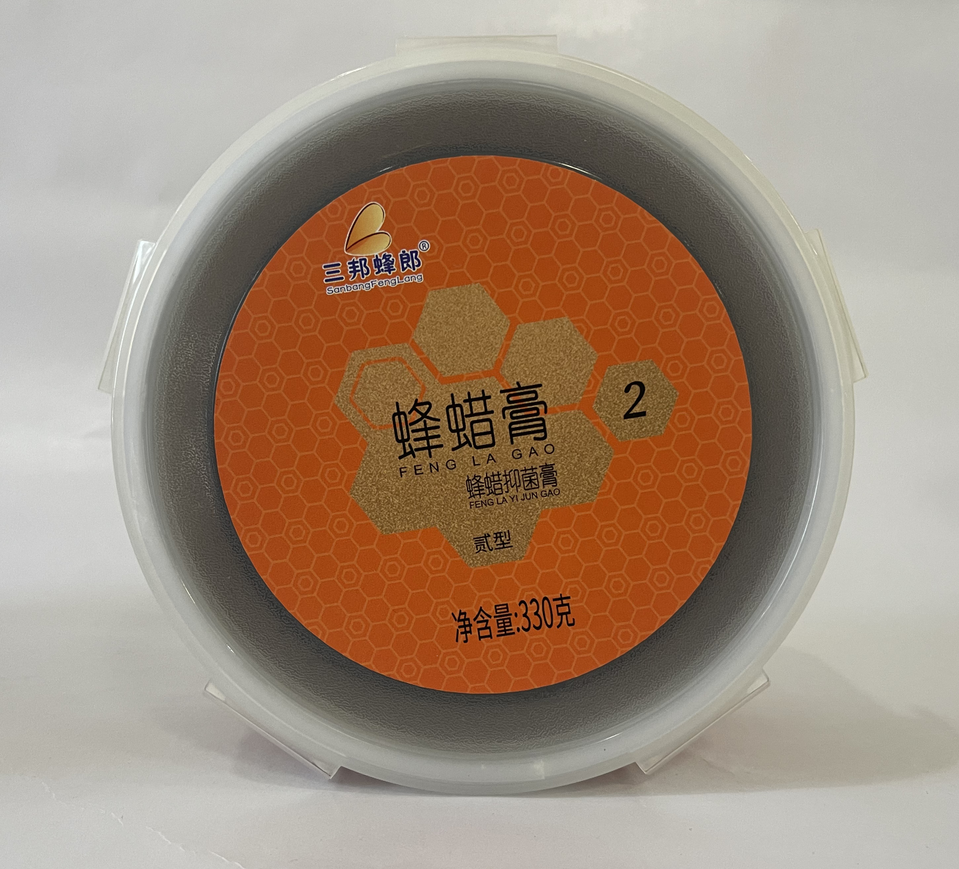 三邦蜂郎®
SanbangFengLang
2
蜂蜡膏
FENG LA GAO
蜂蜡抑菌膏
FENG LA YI JUN GAO
贰型
净含量:330克